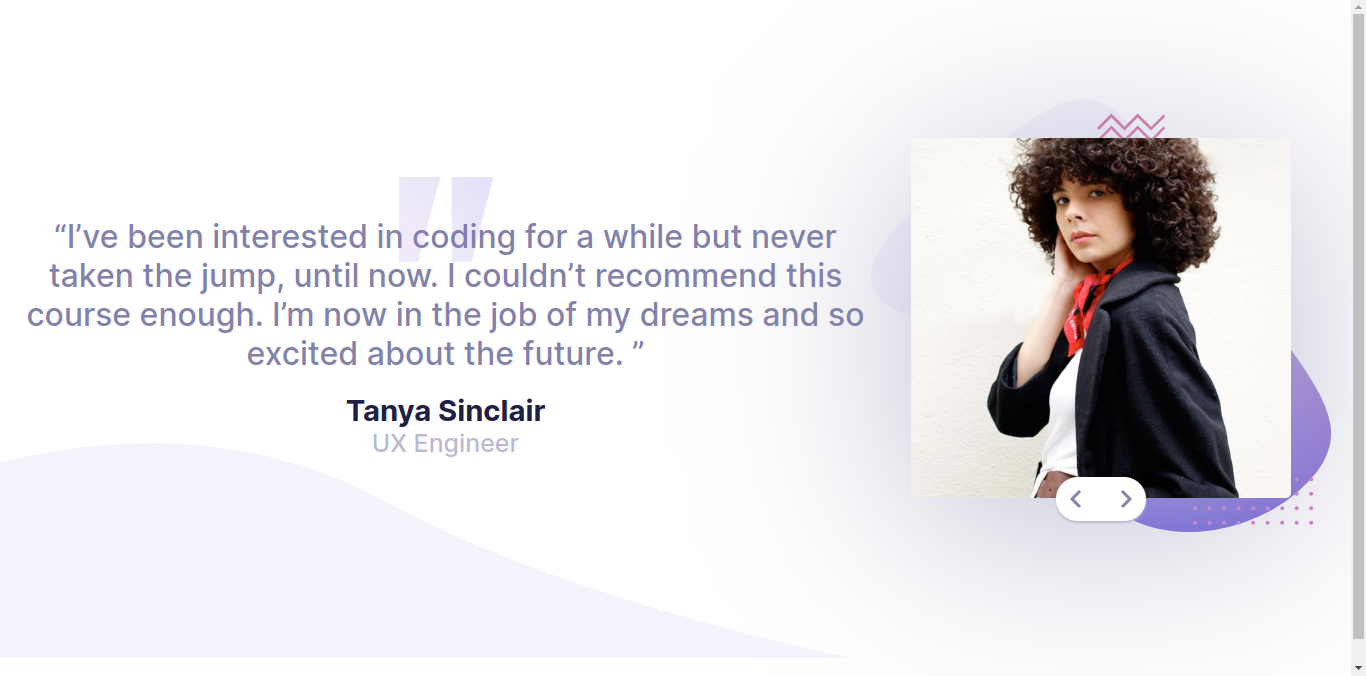 “I’ve been interested in coding for a while but never
taken the jump, until now. I couldn’t recommend this
course enough. I’m now in the job of my dreams and so
excited about the future. ”
Tanya Sinclair
UX Engineer